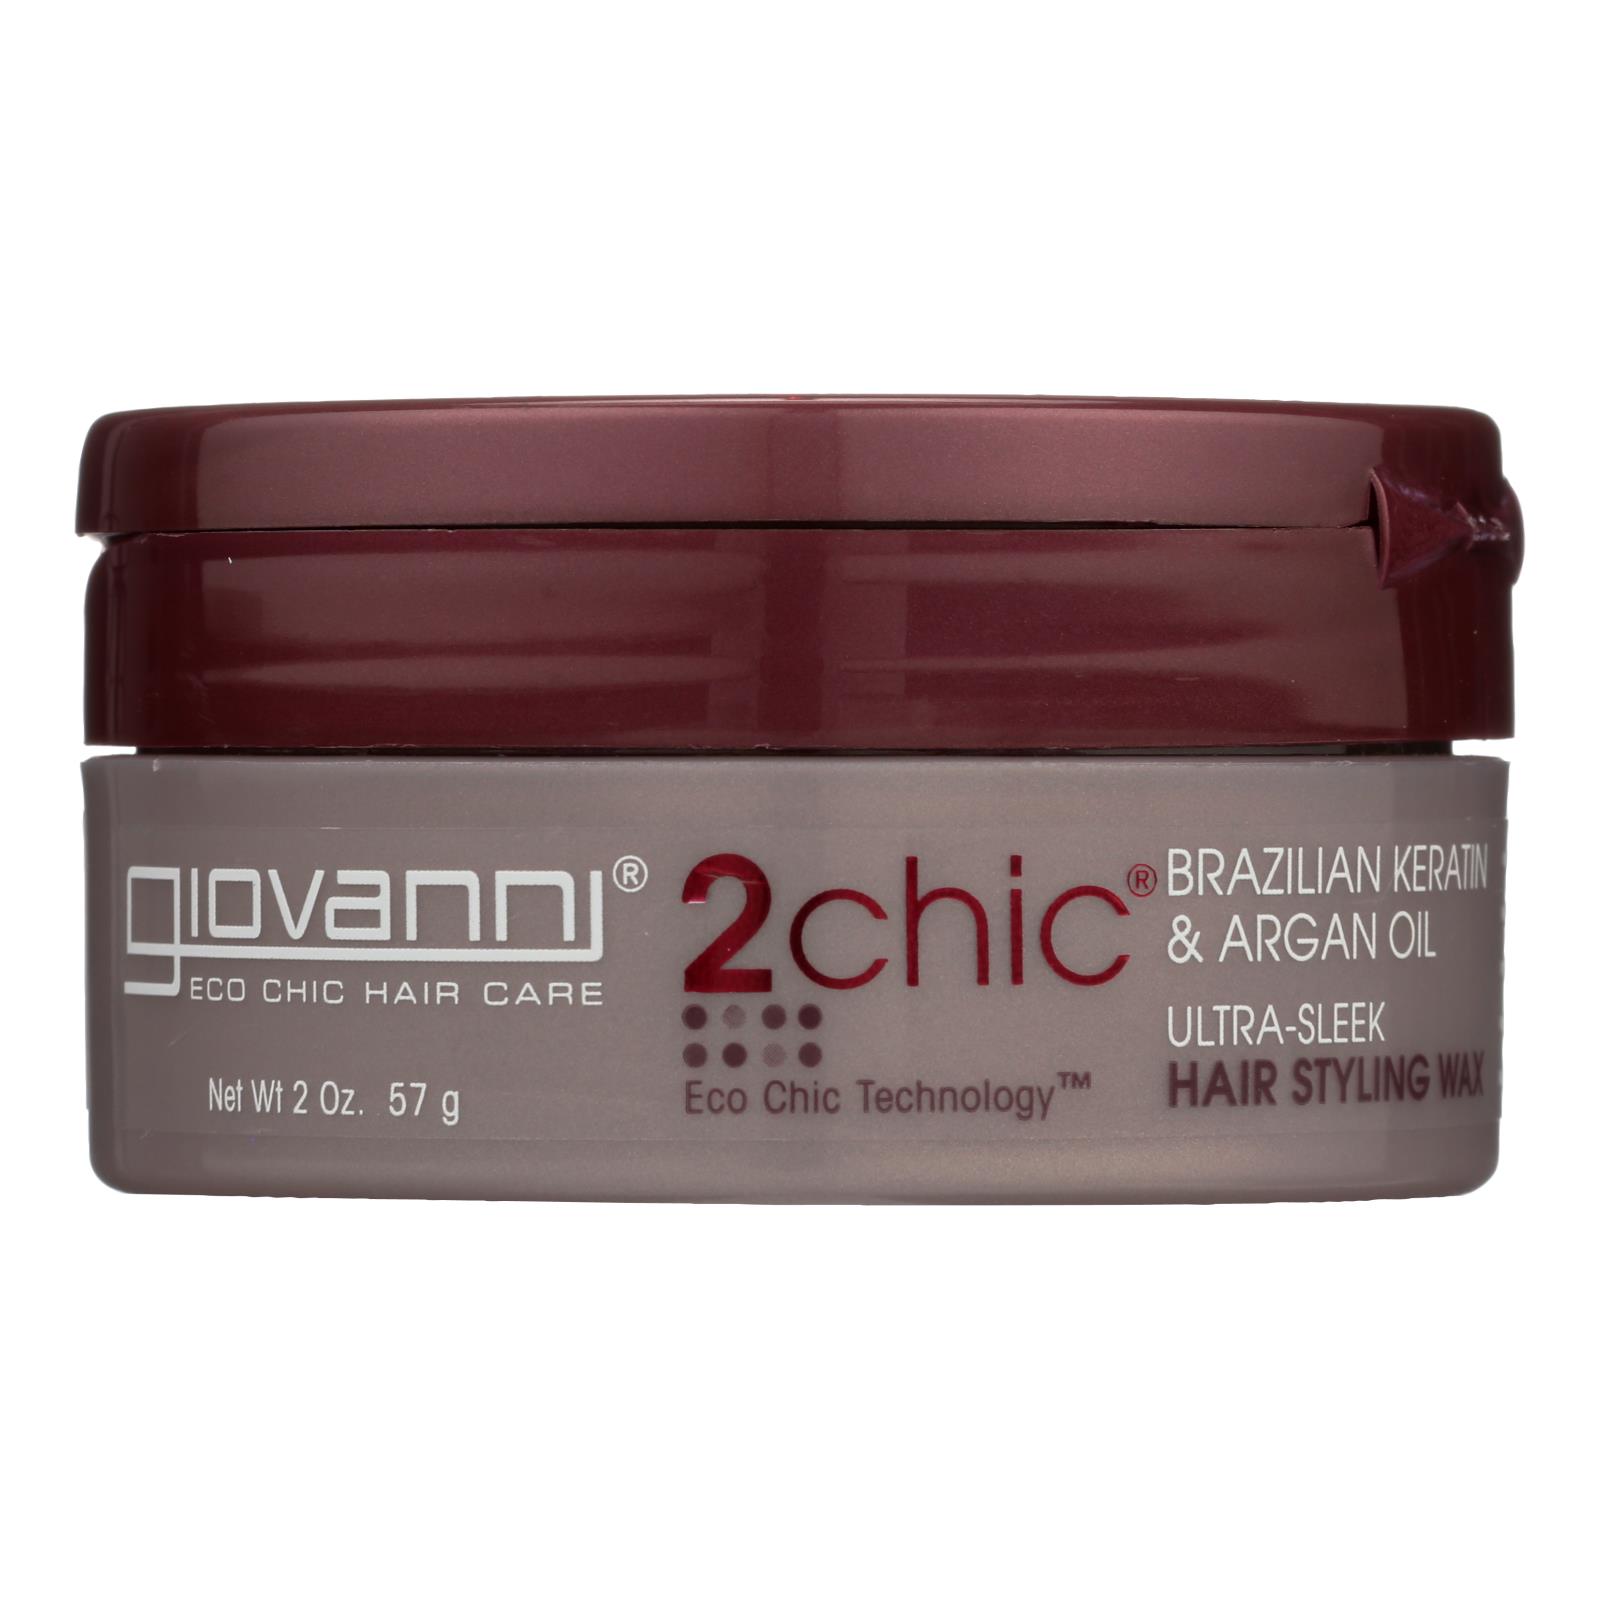 giovanni®
ECO CHIC HAIR CARE
Net Wt 2 Oz. 57 g
2chic®
Eco Chic Technology™
BRAZILIAN KERATIN
& ARGAN OIL
ULTRA-SLEEK
HAIR STYLING WAX